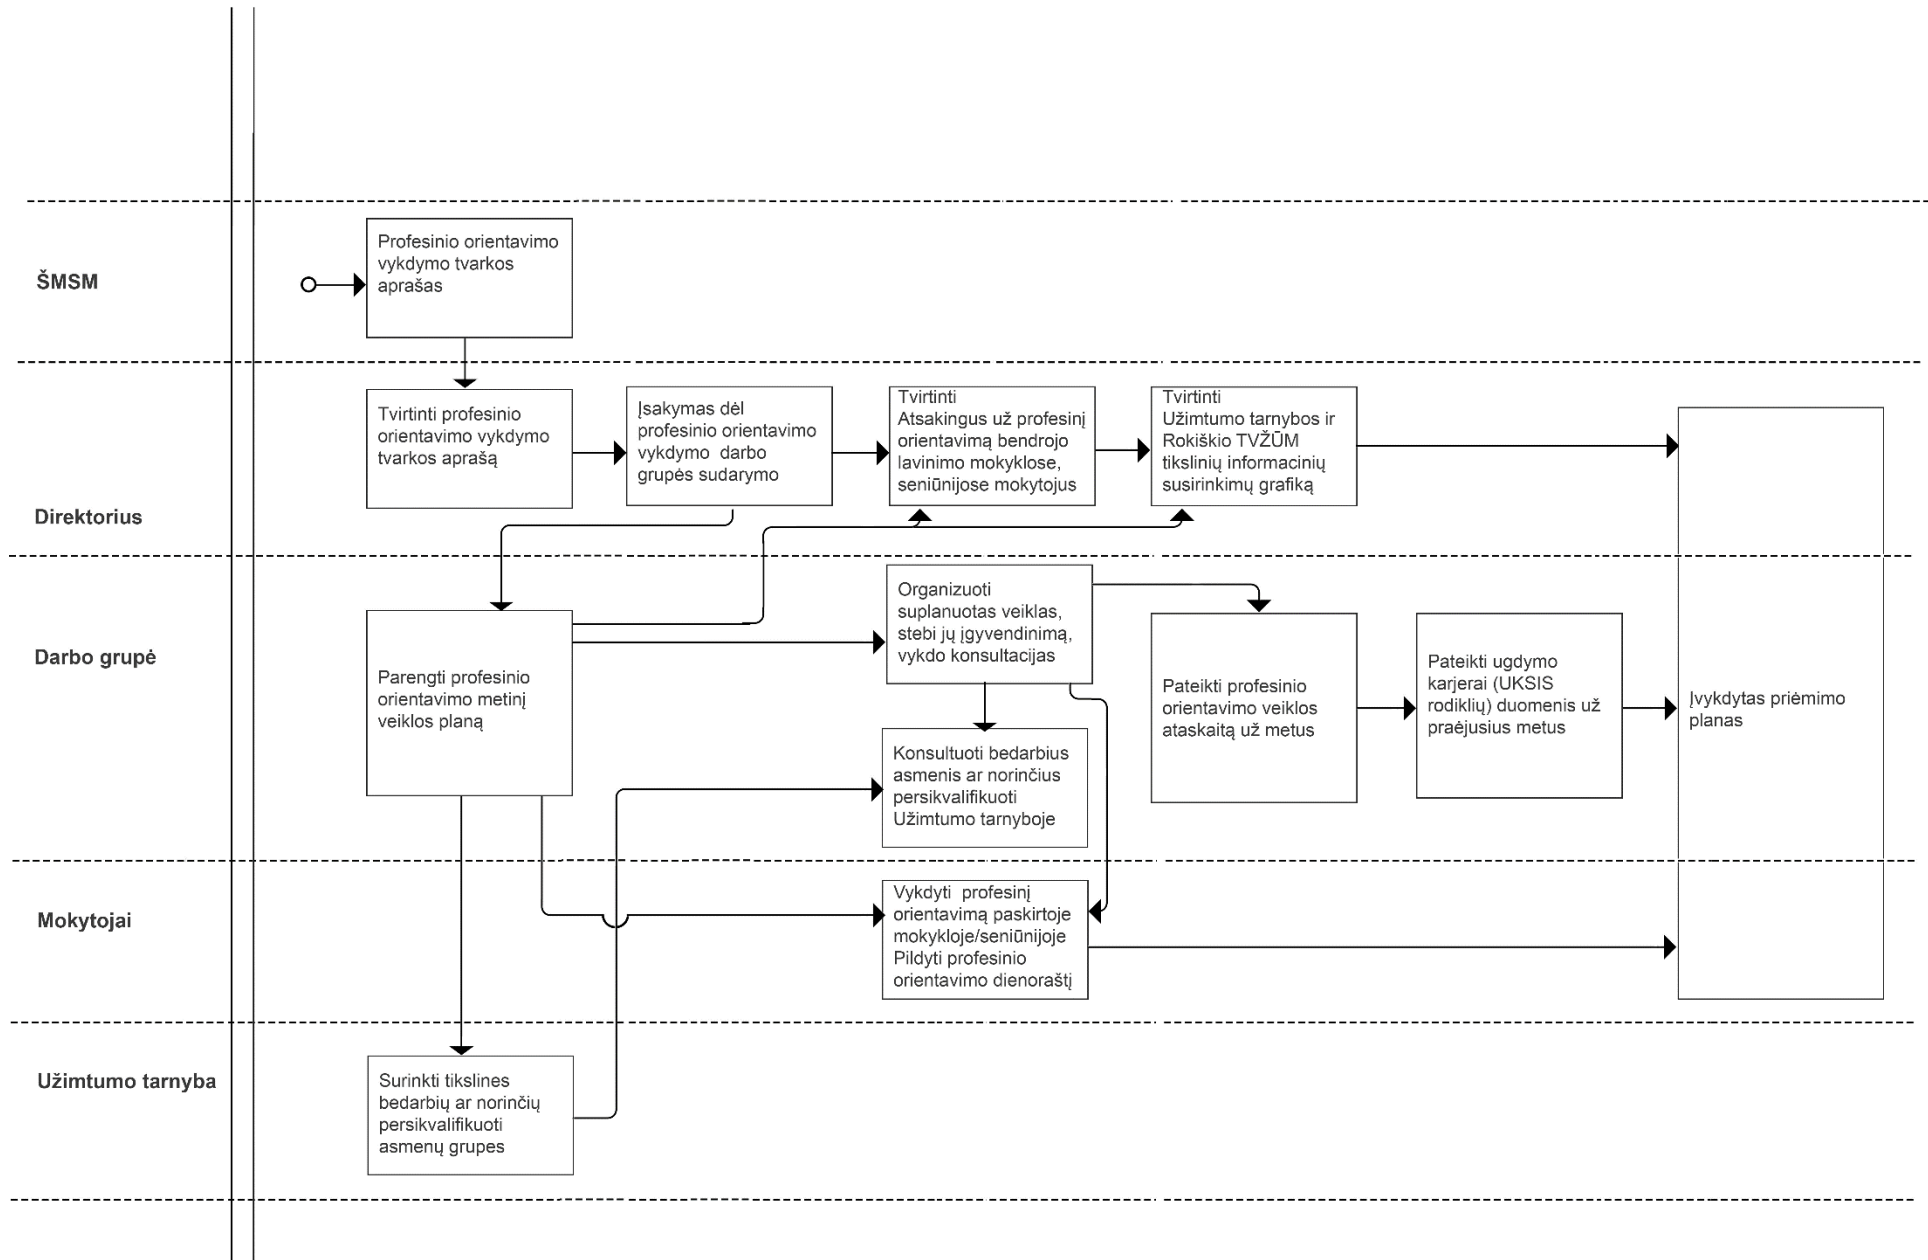 ŠMSM
Profesinio orientavimo
vykdymo tvarkos
aprašas
Direktorius
Tvirtinti profesinio
orientavimo vykdymo
tvarkos aprašą
Įsakymas dėl
profesinio orientavimo
vykdymo darbo
grupės sudarymo
Tvirtinti
Atsakingus už profesinį
orientavimą bendrojo
lavinimo mokyklose,
seniūnijose mokytojus
Tvirtinti
Užimtumo tarnybos ir
Rokiškio TVŽŪM
tikslinių informacinių
susirinkimų grafiką
Darbo grupė
Parengti profesinio
orientavimo metinį
veiklos planą
Organizuoti
suplanuotas veiklas,
stebi jų įgyvendinimą,
vykdo konsultacijas
Konsultuoti bedarbius
asmenis ar norinčius
persikvalifikuoti
Užimtumo tarnyboje
Pateikti profesinio
orientavimo veiklos
ataskaitą už metus
Pateikti ugdymo
karjerai (UKSIS
rodiklių) duomenis už
praėjusius metus
Įvykdytas priėmimo
planas
Mokytojai
Vykdyti profesinį
orientavimą paskirtoje
mokykloje/seniūnijoje
Pildyti profesinio
orientavimo dienoraštį
Užimtumo tarnyba
Surinkti tikslines
bedarbių ar norinčių
persikvalifikuoti
asmenų grupes